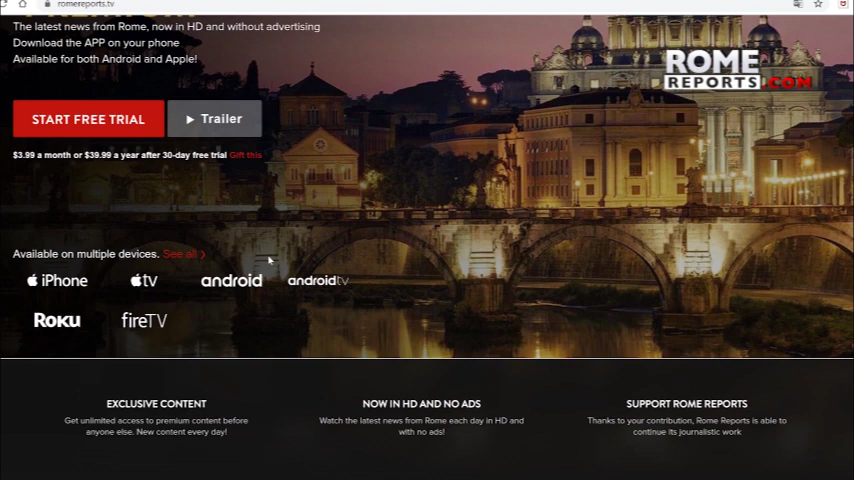 romereports.tv
The latest news from Rome, now in HD and without advertising
Download the APP on your phone
Available for both Android and Apple!
ROME
REPORTS.COM
START FREE TRIAL
Trailer
$3.99 a month or $39.99 a year after 30-day free trial Gift this
Available on multiple devices. See all
iPhone
tv
android
androidtv
ROKU
fireTV
EXCLUSIVE CONTENT
Get unlimited access to premium content before
anyone else. New content every day!
NOW IN HD AND NO ADS
Watch the latest news from Rome each day in HD and
with no ads!
SUPPORT ROME REPORTS
Thanks to your contribution, Rome Reports is able to
continue its journalistic work